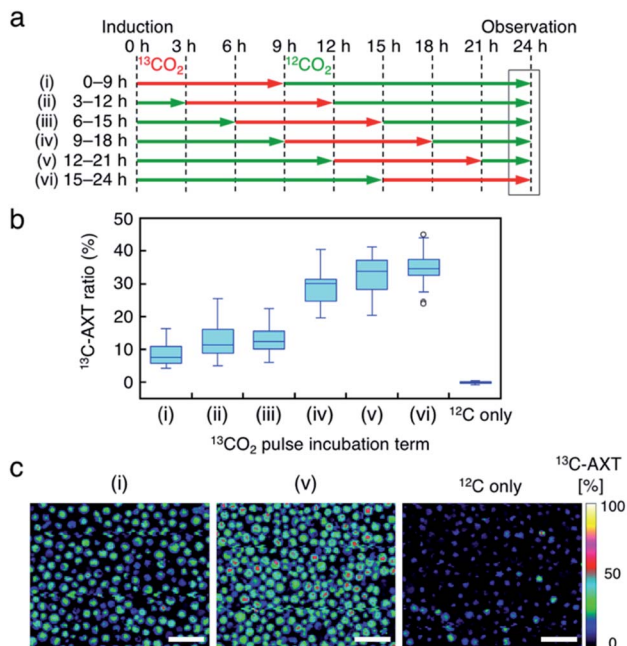 a
Induction Observation
0 h 3 h 6 h 9 h 12 h 15 h 18 h 21 h 24 h
¹³CO₂ ¹²CO₂
(i) 0–9 h
(ii) 3–12 h
(iii) 6–15 h
(iv) 9–18 h
(v) 12–21 h
(vi) 15–24 h
b
¹³C-AXT ratio (%)
50
40
30
20
10
0
(i) (ii) (iii) (iv) (v) (vi) ¹²C only
¹³CO₂ pulse incubation term
c
(i) (v) ¹²C only ¹³C-AXT
[%]
100
50
0